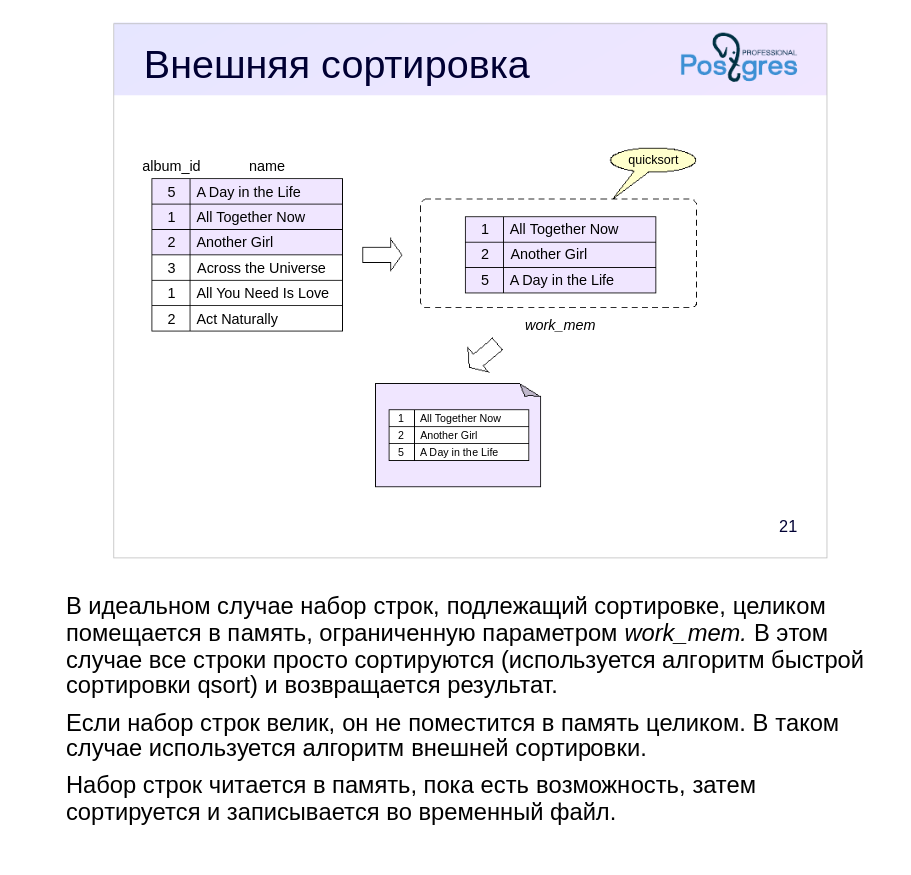 Внешняя сортировка
PROFESSIONAL
Postgres
album_id name
5 A Day in the Life
1 All Together Now
2 Another Girl
3 Across the Universe
1 All You Need Is Love
2 Act Naturally
quicksort
1 All Together Now
2 Another Girl
5 A Day in the Life
work_mem
1 All Together Now
2 Another Girl
5 A Day in the Life
21
В идеальном случае набор строк, подлежащий сортировке, целиком
помещается в память, ограниченную параметром work_mem. В этом
случае все строки просто сортируются (используется алгоритм быстрой
сортировки qsort) и возвращается результат.
Если набор строк велик, он не поместится в память целиком. В таком
случае используется алгоритм внешней сортировки.
Набор строк читается в память, пока есть возможность, затем
сортируется и записывается во временный файл.